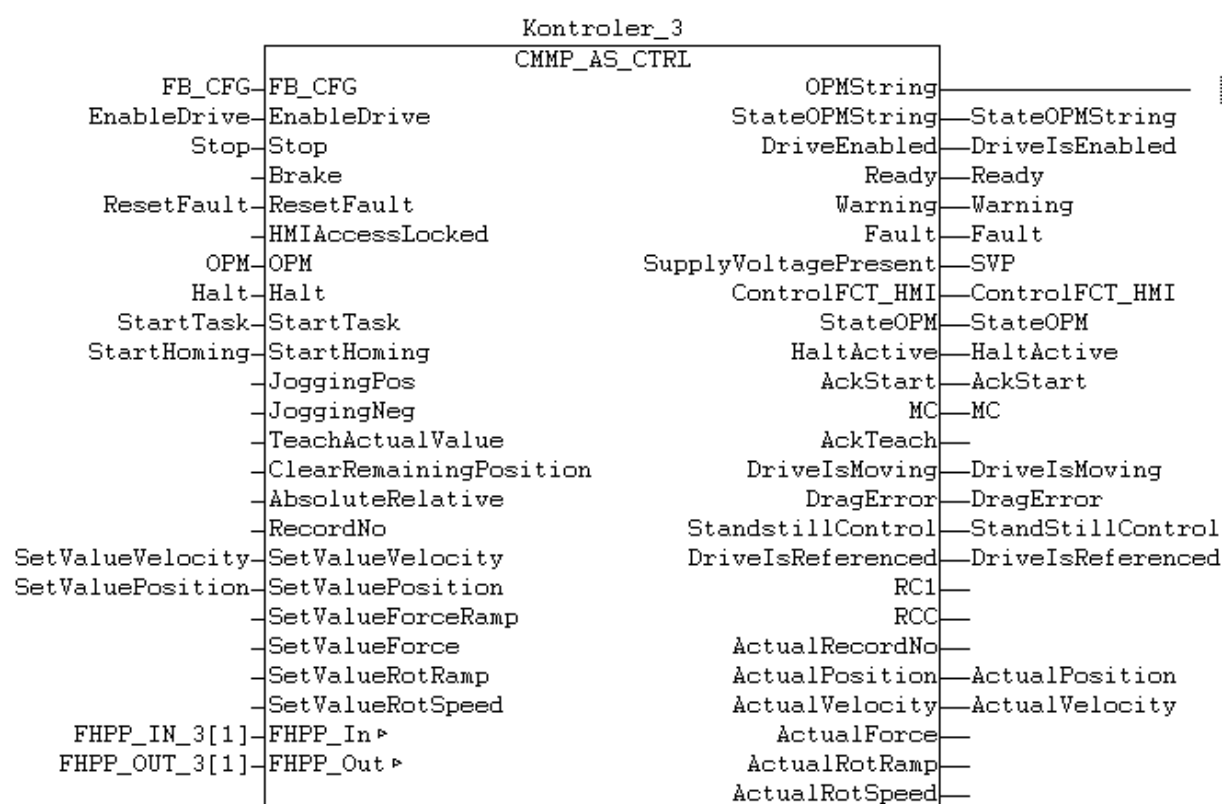 Kontroler_3
CMMP_AS_CTRL
FB_CFG FB_CFG OPMString
EnableDrive EnableDrive StateOPMString StateOPMString
Stop Stop DriveEnabled DriveIsEnabled
Brake Ready Ready
ResetFault ResetFault Warning Warning
HMIAccessLocked Fault Fault
OPM OPM SupplyVoltagePresent SVP
Halt Halt ControlFCT_HMI ControlFCT_HMI
StartTask StartTask StateOPM StateOPM
StartHoming StartHoming HaltActive HaltActive
JoggingPos AckStart AckStart
JoggingNeg MC MC
TeachActualValue AckTeach
ClearRemainingPosition DriveIsMoving DriveIsMoving
AbsoluteRelative DragError DragError
RecordNo StandstillControl StandStillControl
SetValueVelocity SetValueVelocity DriveIsReferenced DriveIsReferenced
SetValuePosition SetValuePosition RC1
SetValueForceRamp RCC
SetValueForce ActualRecordNo
SetValueRotRamp ActualPosition ActualPosition
SetValueRotSpeed ActualVelocity ActualVelocity
FHPP_IN_3[1] FHPP_In ActualForce
FHPP_OUT_3[1] FHPP_Out ActualRotRamp
ActualRotSpeed